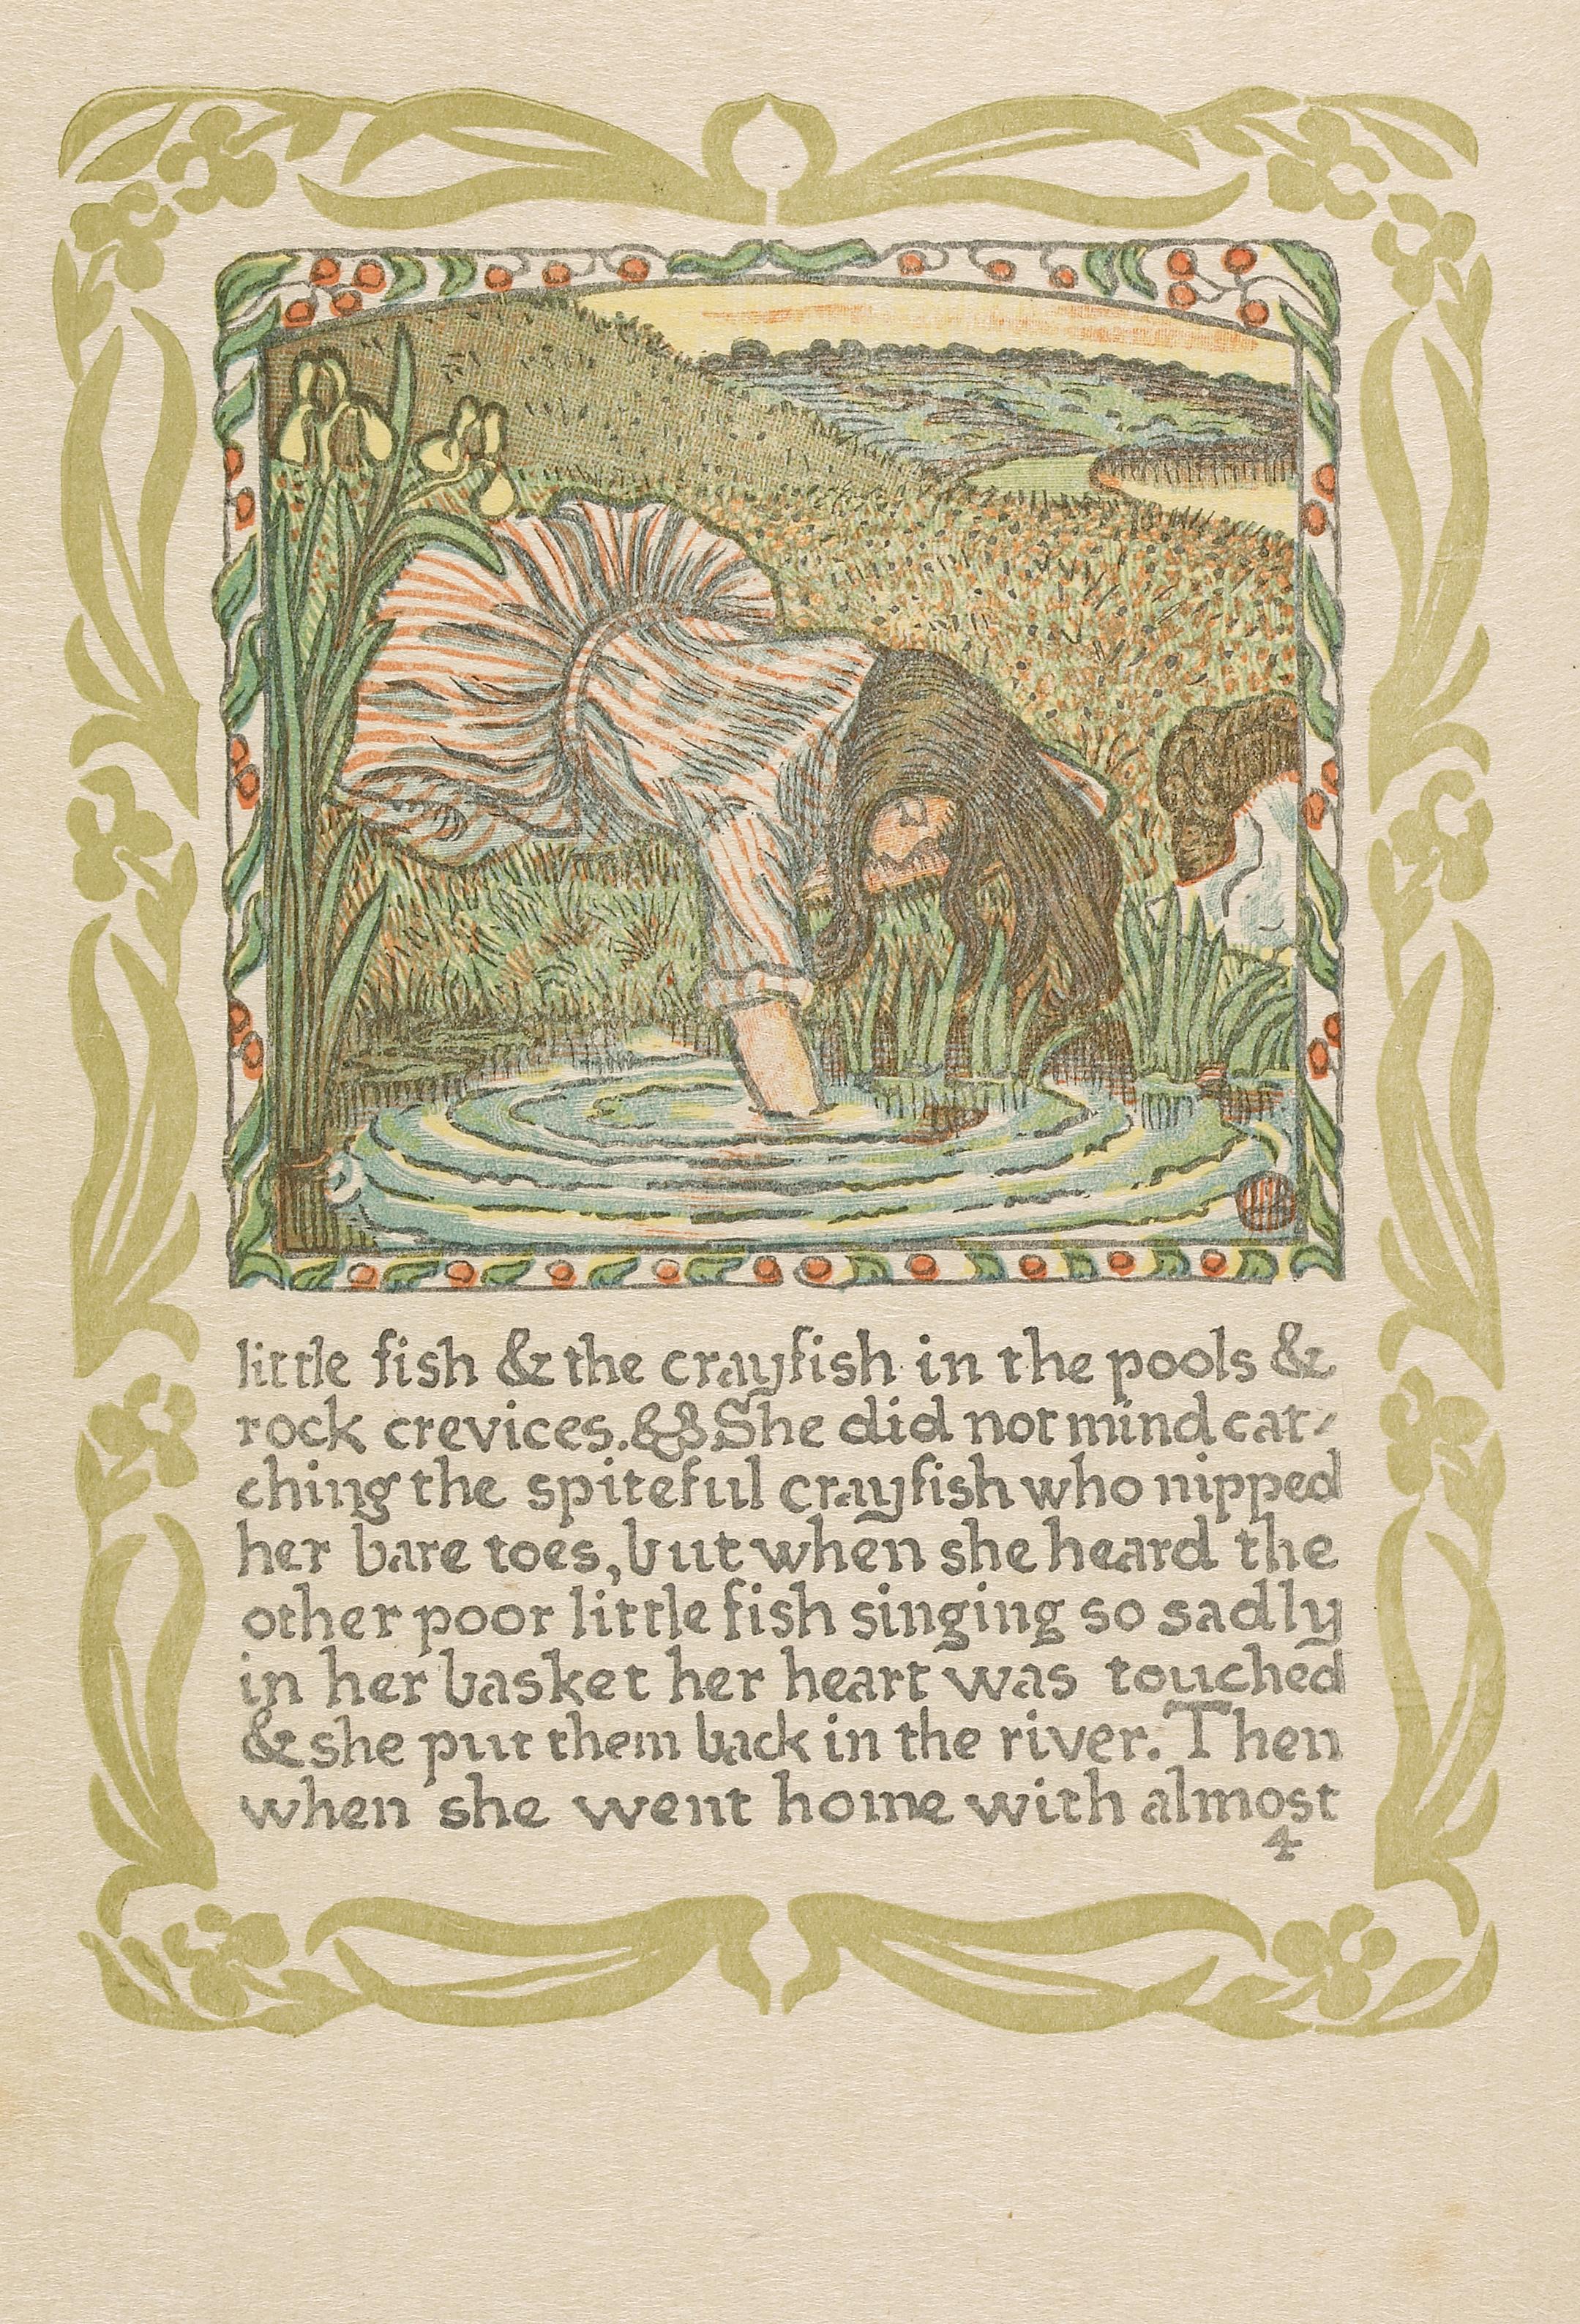 little fish & the crayfish in the pools &
rock crevices. && She did not mind cat-
ching the spiteful crayfish who nipped
her bare toes, but when she heard the
other poor little fish singing so sadly
in her basket her heart was touched
& she put them back in the river. Then
when she went home with almost
4